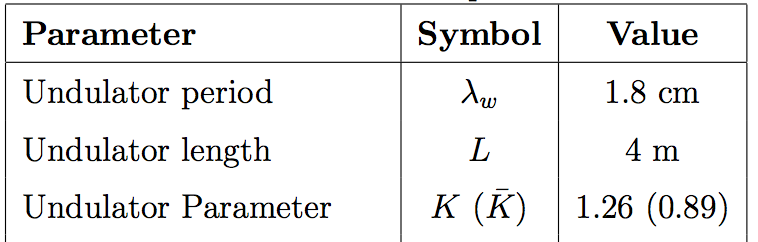 Parameter Symbol Value
Undulator period λ_w 1.8 cm
Undulator length L 4 m
Undulator Parameter K (K̄) 1.26 (0.89)